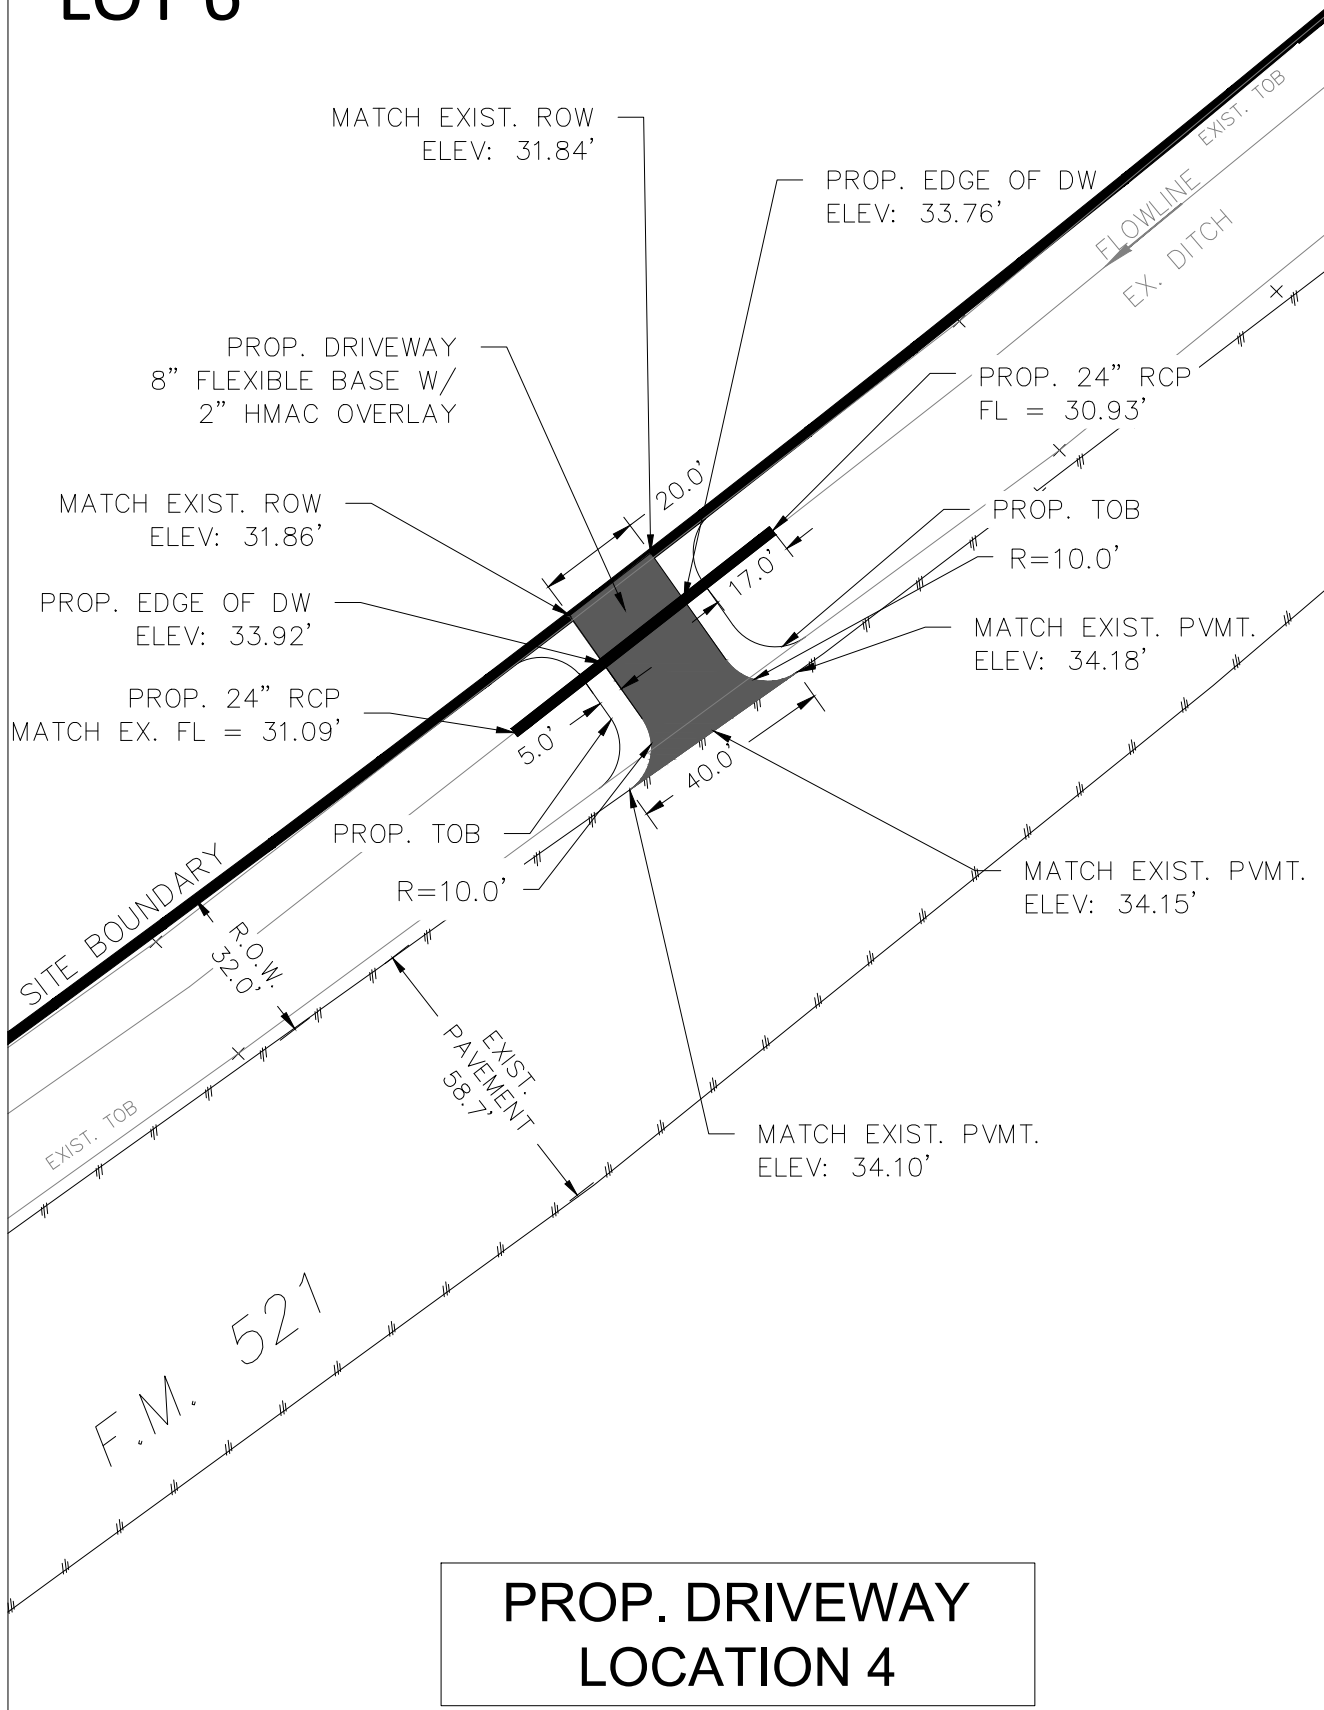 LOT 6
MATCH EXIST. ROW
ELEV: 31.84'
EXIST. TOB
PROP. EDGE OF DW
ELEV: 33.76'
FLOWLINE
EX. DITCH
PROP. DRIVEWAY
8" FLEXIBLE BASE W/
2" HMAC OVERLAY
PROP. 24" RCP
FL = 30.93'
20.0'
MATCH EXIST. ROW
ELEV: 31.86'
PROP. TOB
R=10.0'
17.0'
PROP. EDGE OF DW
ELEV: 33.92'
MATCH EXIST. PVMT.
ELEV: 34.18'
PROP. 24" RCP
MATCH EX. FL = 31.09'
5.0'
40.0'
PROP. TOB
R=10.0'
MATCH EXIST. PVMT.
ELEV: 34.15'
SITE BOUNDARY
R.O.W.
32.0'
EXIST.
PAVEMENT
58.7'
EXIST. TOB
MATCH EXIST. PVMT.
ELEV: 34.10'
F.M. 521
PROP. DRIVEWAY
LOCATION 4